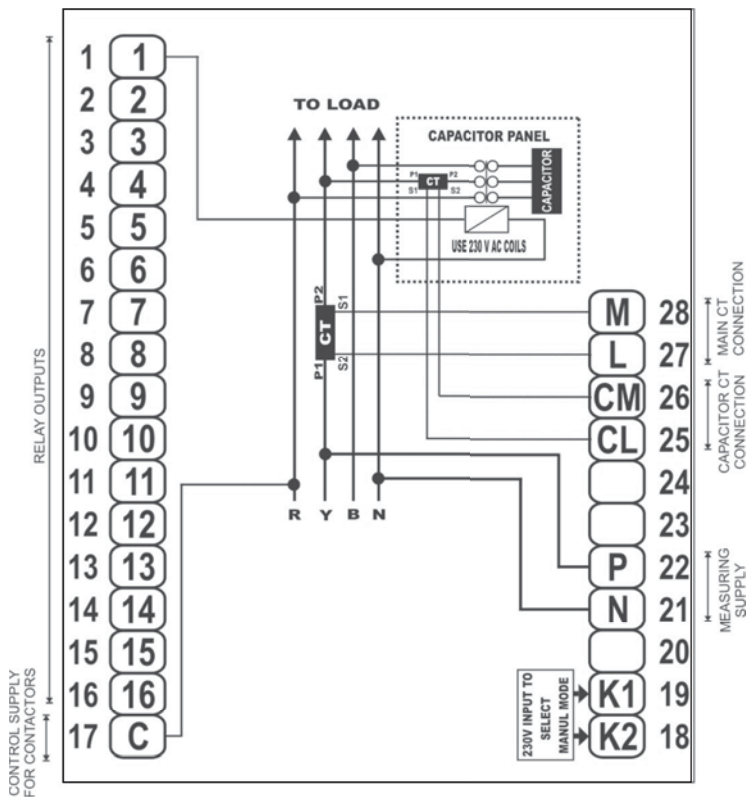 1 1
2 2
3 3
4 4
5 5
6 6
7 7
8 8
9 9
10 10
11 11
12 12
13 13
14 14
15 15
16 16
17 C
RELAY OUTPUTS
CONTROL SUPPLY
FOR CONTACTORS
TO LOAD
CAPACITOR PANEL
P1 CT P2
S1 S2
CAPACITOR
USE 230 V AC COILS
P2 S1
CT
P1 S2
R Y B N
M 28
L 27
CM 26
CL 25
24
23
P 22
N 21
20
K1 19
K2 18
MAIN CT
CONNECTION
CAPACITOR CT
CONNECTION
MEASURING
SUPPLY
230V INPUT TO
SELECT
MANUL MODE